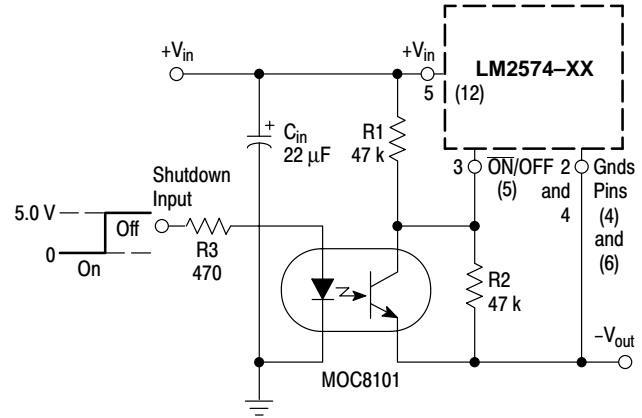 +Vin
+Vin
LM2574–XX
5
(12)
Cin
22 µF
+
R1
47 k
3
ON/OFF
(5)
2
and
4
Gnds
Pins
(4)
and
(6)
Shutdown
Input
5.0 V
Off
0
On
R3
470
R2
47 k
–Vout
MOC8101